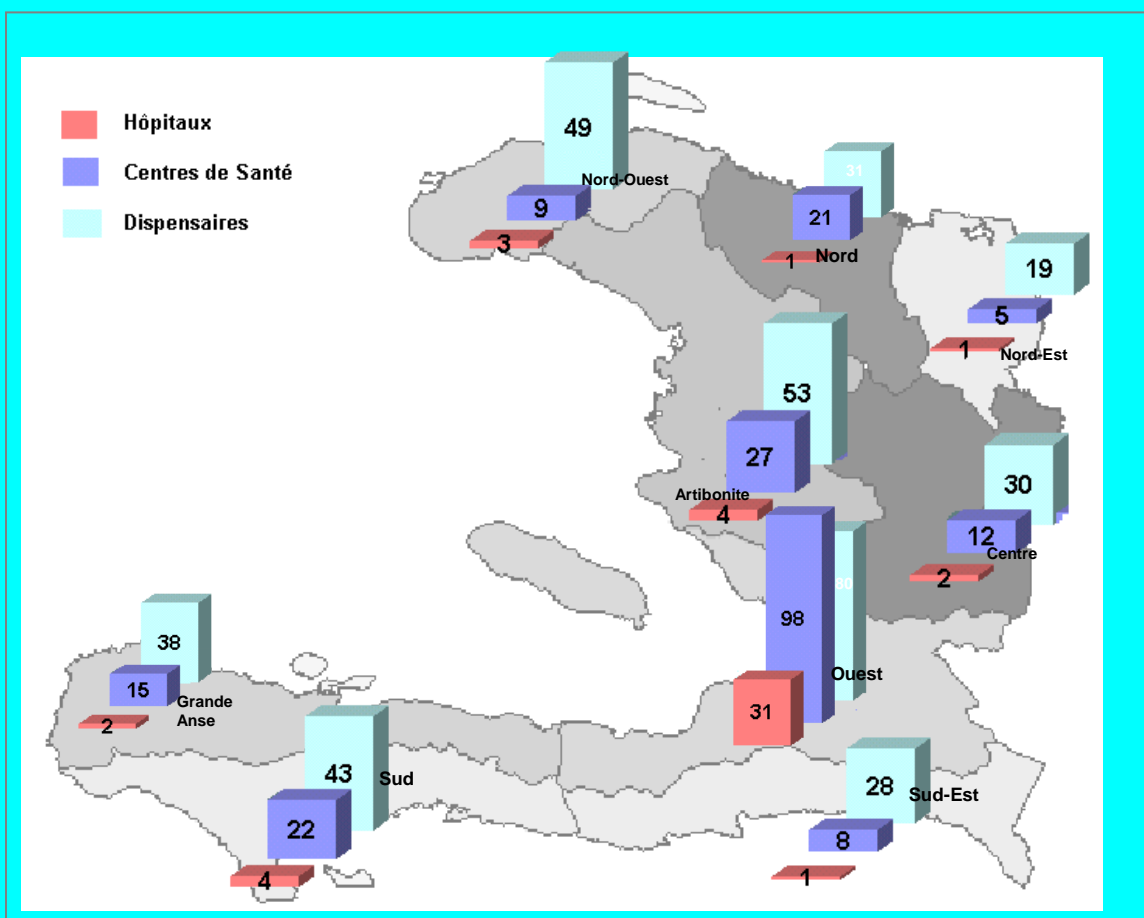 Hôpitaux
Centres de Santé
Dispensaires
49
Nord-Ouest
9
3
31
21
Nord
1
19
5
1
Nord-Est
53
27
Artibonite
4
30
12
Centre
2
80
98
Ouest
31
38
15
Grande
Anse
2
43
Sud
22
4
28
Sud-Est
8
1